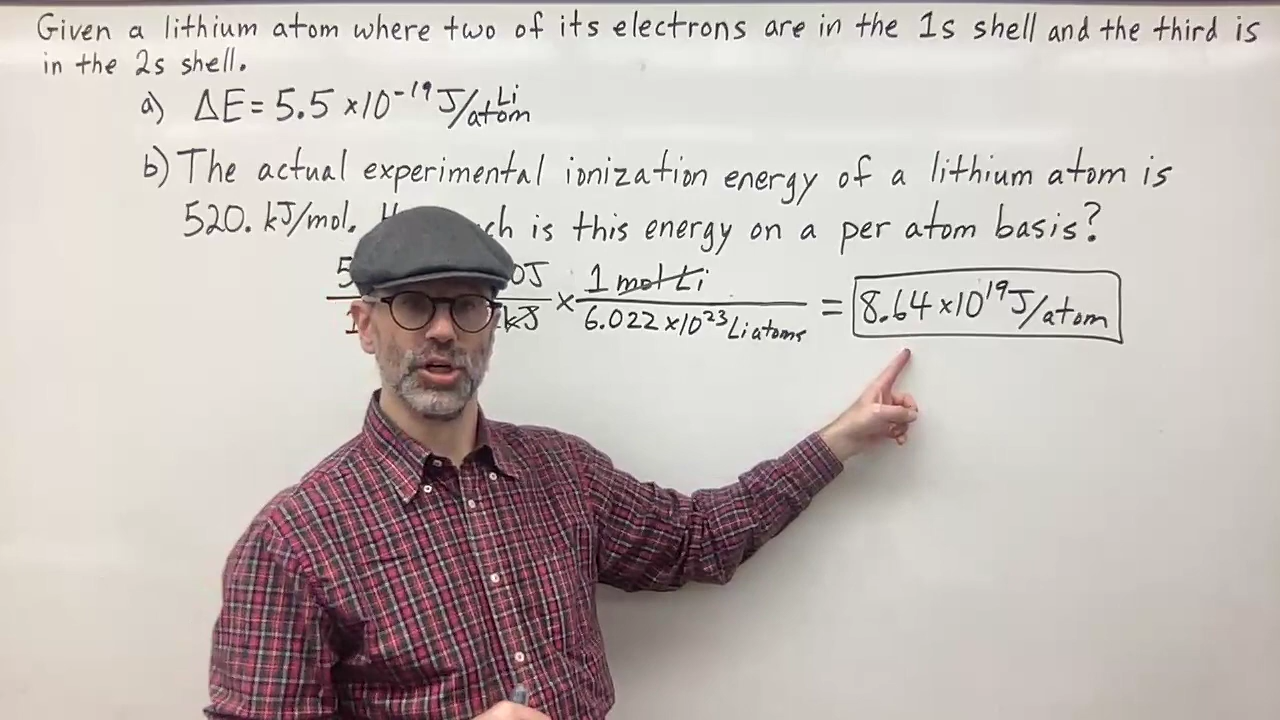 Given a lithium atom where two of its electrons are in the 1s shell and the third is
in the 2s shell.
a) ΔE = 5.5 ×10⁻¹⁹ J/atom Li
b) The actual experimental ionization energy of a lithium atom is
520. kJ/mol. is this energy on a per atom basis?
× 1 mol Li
kJ 6.022 ×10²³ Li atoms = 8.64 ×10¹⁹ J/atom